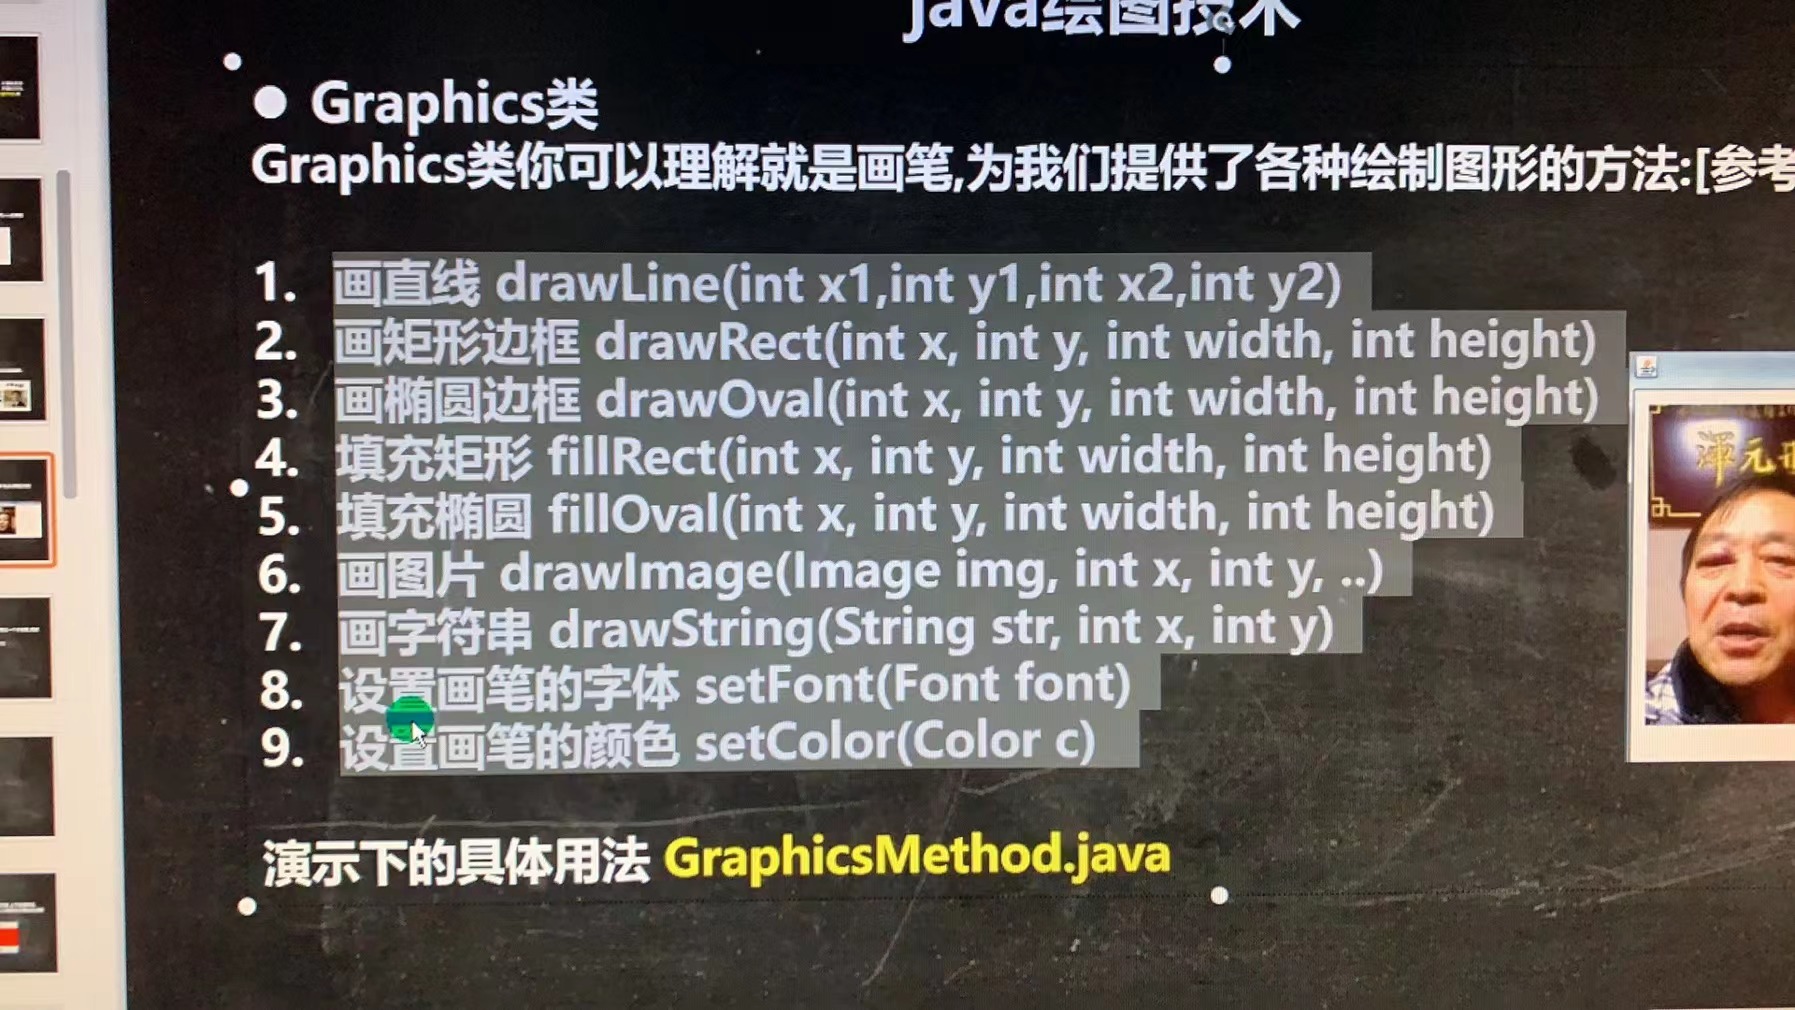 java绘图技术
● Graphics类
Graphics类你可以理解就是画笔,为我们提供了各种绘制图形的方法:[参考
1. 画直线 drawLine(int x1,int y1,int x2,int y2)
2. 画矩形边框 drawRect(int x, int y, int width, int height)
3. 画椭圆边框 drawOval(int x, int y, int width, int height)
4. 填充矩形 fillRect(int x, int y, int width, int height)
5. 填充椭圆 fillOval(int x, int y, int width, int height)
6. 画图片 drawImage(Image img, int x, int y, ..)
7. 画字符串 drawString(String str, int x, int y)
8. 设置画笔的字体 setFont(Font font)
9. 设置画笔的颜色 setColor(Color c)
渾元
演示下的具体用法 GraphicsMethod.java